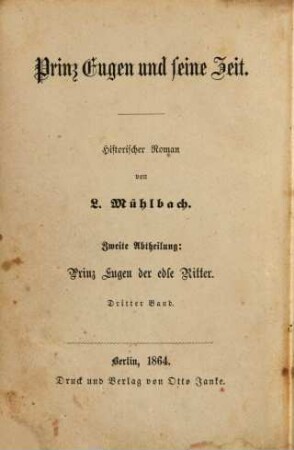 Prinz Eugen und seine Zeit.
Historischer Roman
von
L. Mühlbach.
Zweite Abtheilung:
Prinz Eugen der edle Ritter.
Dritter Band.
Berlin, 1864.
Druck und Verlag von Otto Janke.